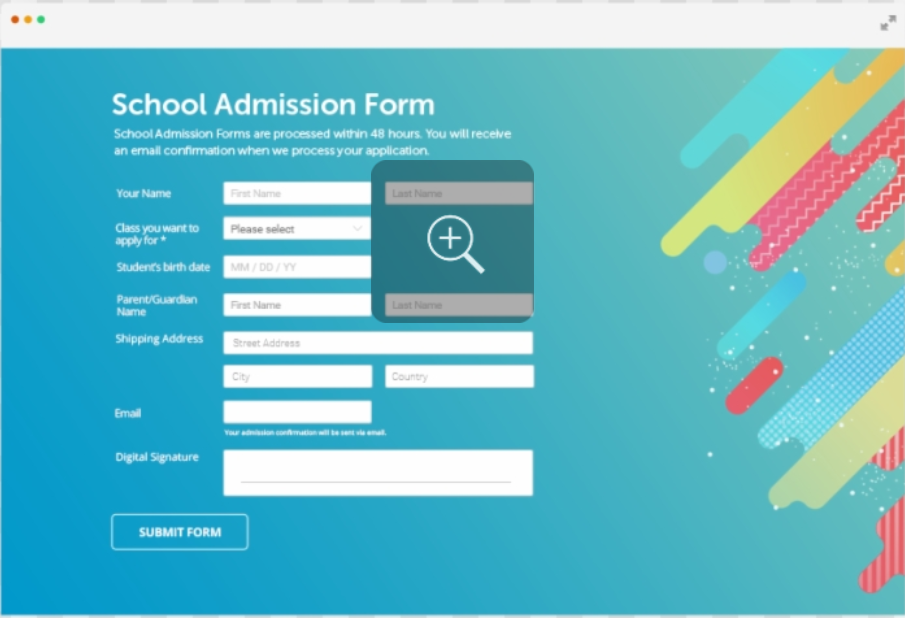 School Admission Form
School Admission Forms are processed within 48 hours. You will receive
an email confirmation when we process your application.
Your Name First Name Last Name
Class you want to
apply for * Please select
Student's birth date MM / DD / YY
Parent/Guardian
Name First Name Last Name
Shipping Address Street Address
City Country
Email
Your admission confirmation will be sent via email.
Digital Signature
SUBMIT FORM